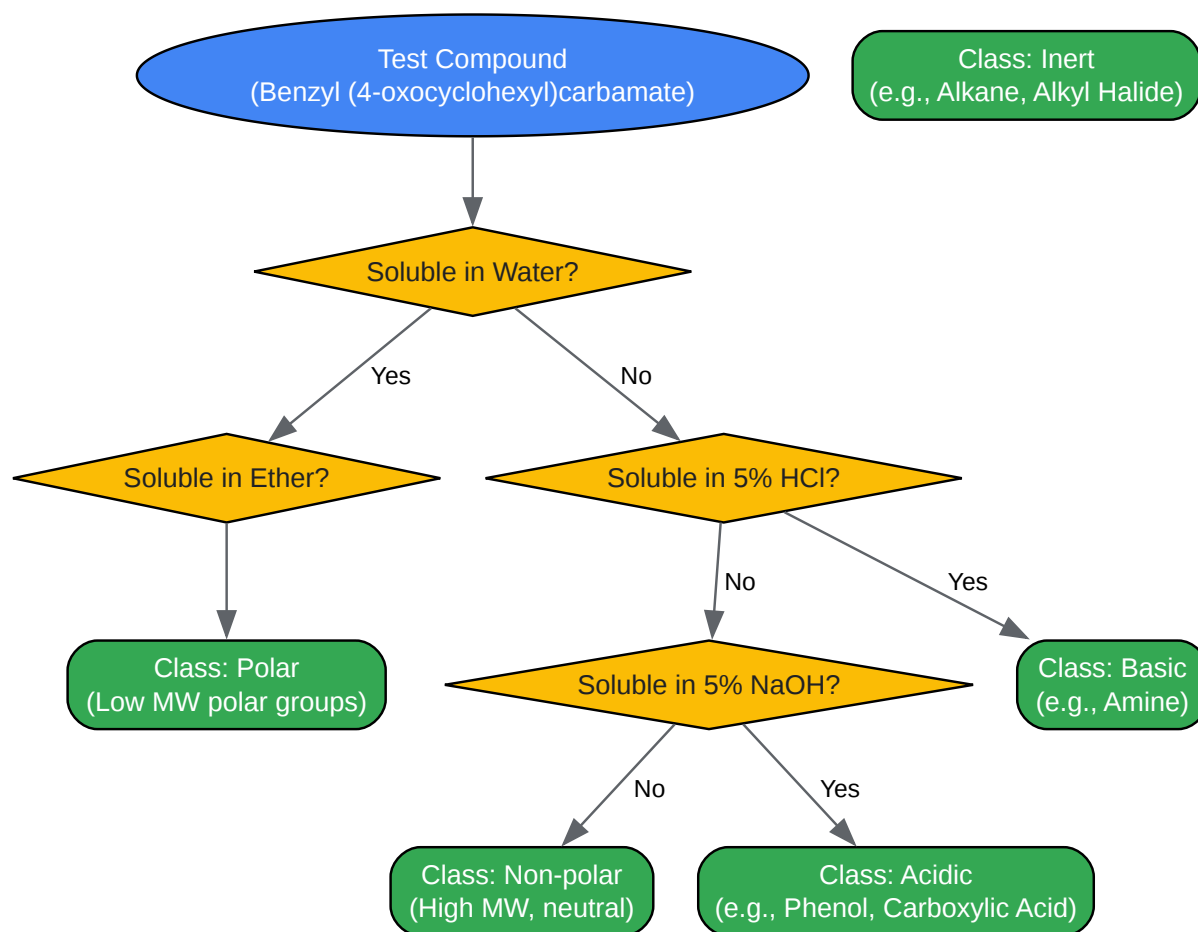 Test Compound
(Benzyl (4-oxocyclohexyl)carbamate)
Class: Inert
(e.g., Alkane, Alkyl Halide)
Soluble in Water?
Yes
No
Soluble in Ether?
Soluble in 5% HCl?
No
Yes
Class: Polar
(Low MW polar groups)
Soluble in 5% NaOH?
Class: Basic
(e.g., Amine)
No
Yes
Class: Non-polar
(High MW, neutral)
Class: Acidic
(e.g., Phenol, Carboxylic Acid)